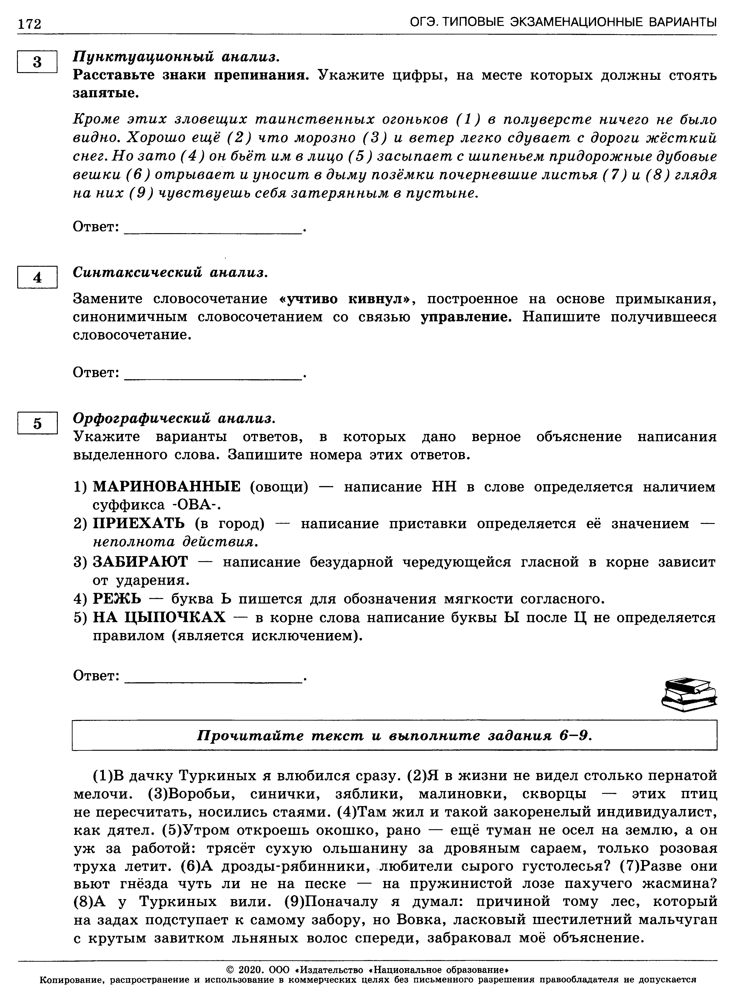 172
ОГЭ. ТИПОВЫЕ ЭКЗАМЕНАЦИОННЫЕ ВАРИАНТЫ
3
Пунктуационный анализ.
Расставьте знаки препинания. Укажите цифры, на месте которых должны стоять
запятые.
Кроме этих зловещих таинственных огоньков (1) в полуверсте ничего не было
видно. Хорошо ещё (2) что морозно (3) и ветер легко сдувает с дороги жёсткий
снег. Но зато (4) он бьёт им в лицо (5) засыпает с шипеньем придорожные дубовые
вешки (6) отрывает и уносит в дыму позёмки почерневшие листья (7) и (8) глядя
на них (9) чувствуешь себя затерянным в пустыне.
Ответ: ____________________.
4
Синтаксический анализ.
Замените словосочетание «учтиво кивнул», построенное на основе примыкания,
синонимичным словосочетанием со связью управление. Напишите получившееся
словосочетание.
Ответ: ____________________.
5
Орфографический анализ.
Укажите варианты ответов, в которых дано верное объяснение написания
выделенного слова. Запишите номера этих ответов.
1) МАРИНОВАННЫЕ (овощи) — написание НН в слове определяется наличием
суффикса -ОВА-.
2) ПРИЕХАТЬ (в город) — написание приставки определяется её значением —
неполнота действия.
3) ЗАБИРАЮТ — написание безударной чередующейся гласной в корне зависит
от ударения.
4) РЕЖЬ — буква Ь пишется для обозначения мягкости согласного.
5) НА ЦЫПОЧКАХ — в корне слова написание буквы Ы после Ц не определяется
правилом (является исключением).
Ответ: ____________________.
Прочитайте текст и выполните задания 6–9.
(1)В дачку Туркиных я влюбился сразу. (2)Я в жизни не видел столько пернатой
мелочи. (3)Воробьи, синички, зяблики, малиновки, скворцы — этих птиц
не пересчитать, носились стаями. (4)Там жил и такой закоренелый индивидуалист,
как дятел. (5)Утром откроешь окошко, рано — ещё туман не осел на землю, а он
уж за работой: трясёт сухую ольшанину за дровяным сараем, только розовая
труха летит. (6)А дрозды-рябинники, любители сырого густолесья? (7)Разве они
вьют гнёзда чуть ли не на песке — на пружинистой лозе пахучего жасмина?
(8)А у Туркиных вили. (9)Поначалу я думал: причиной тому лес, который
на задах подступает к самому забору, но Вовка, ласковый шестилетний мальчуган
с крутым завитком льняных волос спереди, забраковал моё объяснение.
© 2020. ООО «Издательство «Национальное образование»
Копирование, распространение и использование в коммерческих целях без письменного разрешения правообладателя не допускается